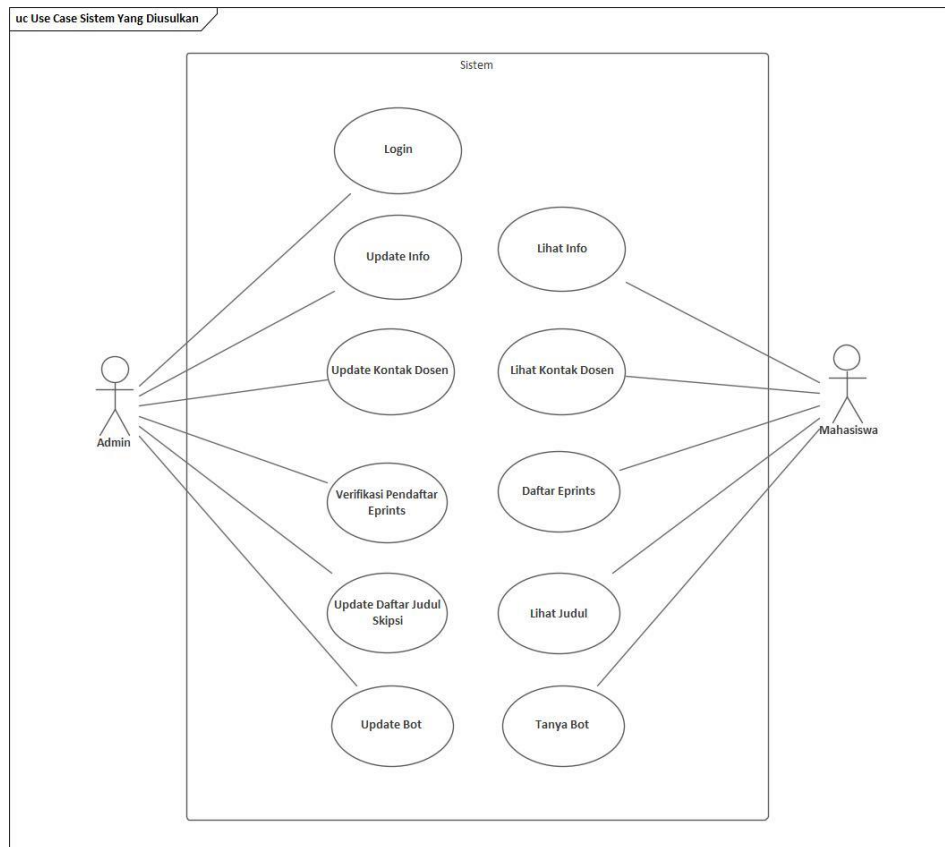 uc Use Case Sistem Yang Diusulkan
Sistem
Login
Update Info
Lihat Info
Update Kontak Dosen
Lihat Kontak Dosen
Admin
Mahasiswa
Verifikasi Pendaftar
Eprints
Daftar Eprints
Update Daftar Judul
Skipsi
Lihat Judul
Update Bot
Tanya Bot